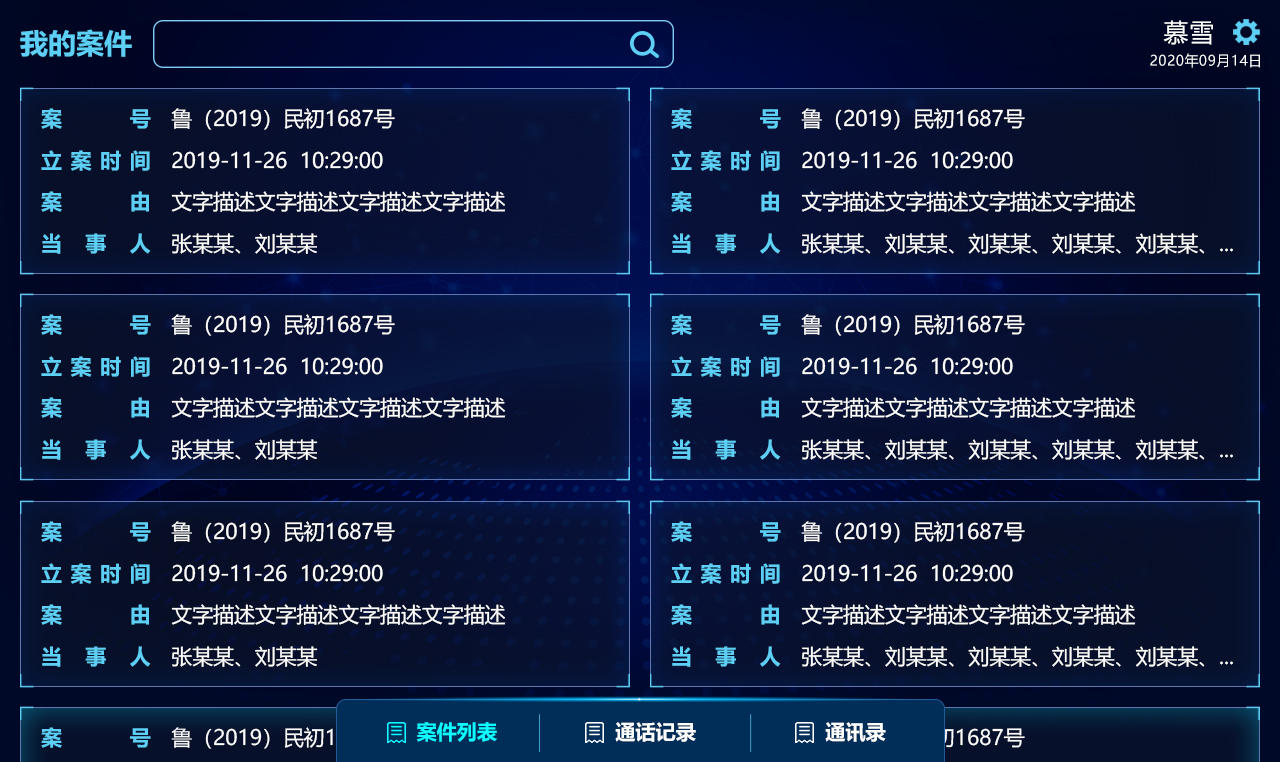 我的案件
慕雪
2020年09月14日
案号 鲁（2019）民初1687号
立案时间 2019-11-26 10:29:00
案由 文字描述文字描述文字描述文字描述
当事人 张某某、刘某某
案号 鲁（2019）民初1687号
立案时间 2019-11-26 10:29:00
案由 文字描述文字描述文字描述文字描述
当事人 张某某、刘某某、刘某某、刘某某、刘某某、...
案号 鲁（2019）民初1687号
立案时间 2019-11-26 10:29:00
案由 文字描述文字描述文字描述文字描述
当事人 张某某、刘某某
案号 鲁（2019）民初1687号
立案时间 2019-11-26 10:29:00
案由 文字描述文字描述文字描述文字描述
当事人 张某某、刘某某、刘某某、刘某某、刘某某、...
案号 鲁（2019）民初1687号
立案时间 2019-11-26 10:29:00
案由 文字描述文字描述文字描述文字描述
当事人 张某某、刘某某
案号 鲁（2019）民初1687号
立案时间 2019-11-26 10:29:00
案由 文字描述文字描述文字描述文字描述
当事人 张某某、刘某某、刘某某、刘某某、刘某某、...
案号 鲁（2019）民初1
1687号
案件列表
通话记录
通讯录